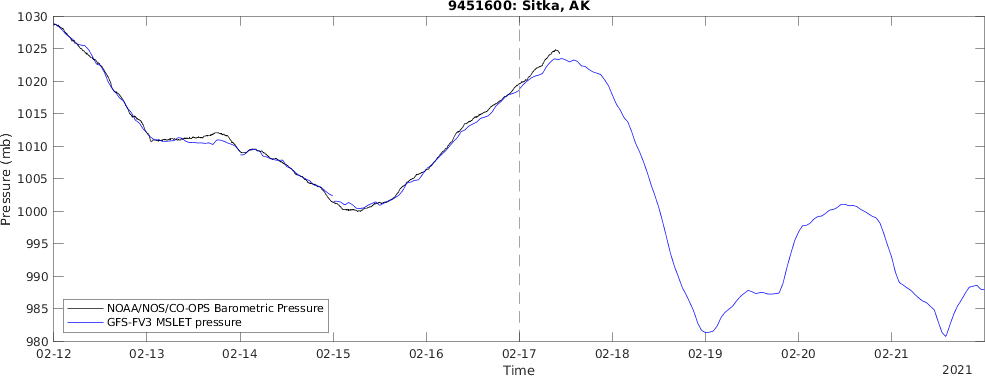 9451600: Sitka, AK
Pressure (mb)
1030
1025
1020
1015
1010
1005
1000
995
990
985
980
NOAA/NOS/CO-OPS Barometric Pressure
GFS-FV3 MSLET pressure
02-12 02-13 02-14 02-15 02-16 02-17 02-18 02-19 02-20 02-21
Time
2021